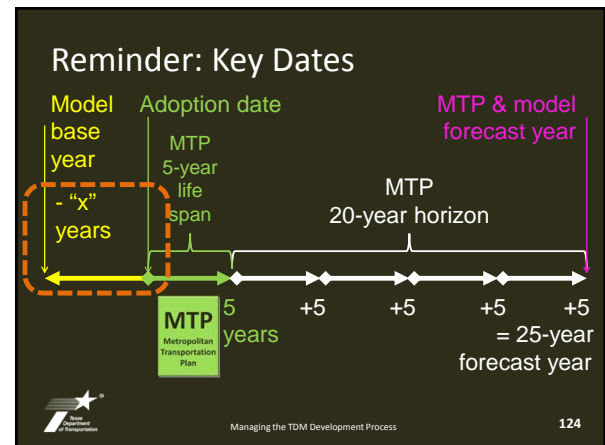 Reminder: Key Dates
Model
base
year
Adoption date
MTP & model
forecast year
MTP
5-year
life
span
MTP
20-year horizon
- “x”
years
5
years
+5
+5
+5
+5
= 25-year
forecast year
MTP
Metropolitan
Transportation
Plan
Texas
Department
of Transportation
Managing the TDM Development Process
124